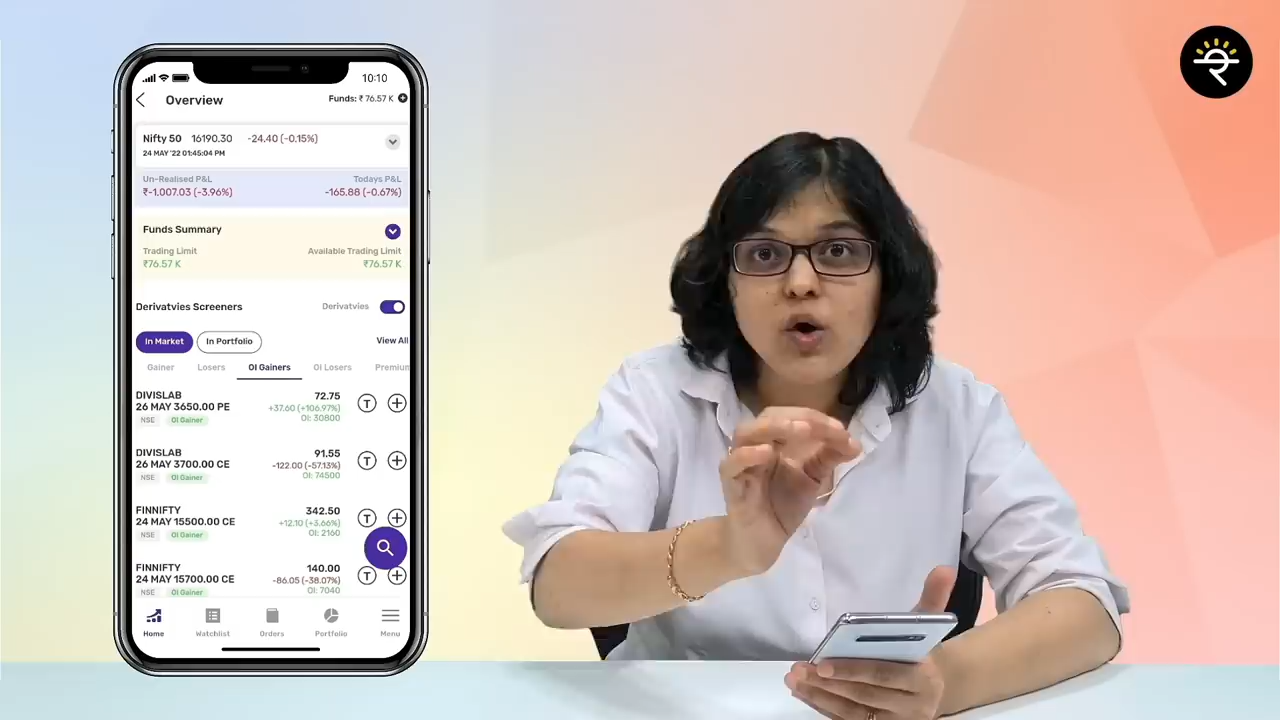 10:10
Overview
Funds: ₹ 76.57 K
Nifty 50 16190.30 -24.40 (-0.15%)
24 MAY '22 01:45:04 PM
Un-Realised P&L Todays P&L
₹-1,007.03 (-3.96%) -165.88 (-0.67%)
Funds Summary
Trading Limit Available Trading Limit
₹76.57 K ₹76.57 K
Derivatvies Screeners Derivatvies
In Market In Portfolio View All
Gainer Losers OI Gainers OI Losers Premium
DIVISLAB 72.75
26 MAY 3650.00 PE +37.60 (+106.97%) T
NSE OI Gainer OI: 30800
DIVISLAB 91.55
26 MAY 3700.00 CE -122.00 (-57.13%) T
NSE OI Gainer OI: 74500
FINNIFTY 342.50
24 MAY 15500.00 CE +12.10 (+3.66%) T
NSE OI Gainer OI: 2160
FINNIFTY 140.00
24 MAY 15700.00 CE -86.05 (-38.07%) T
NSE OI Gainer OI: 7040
Home Watchlist Orders Portfolio Menu